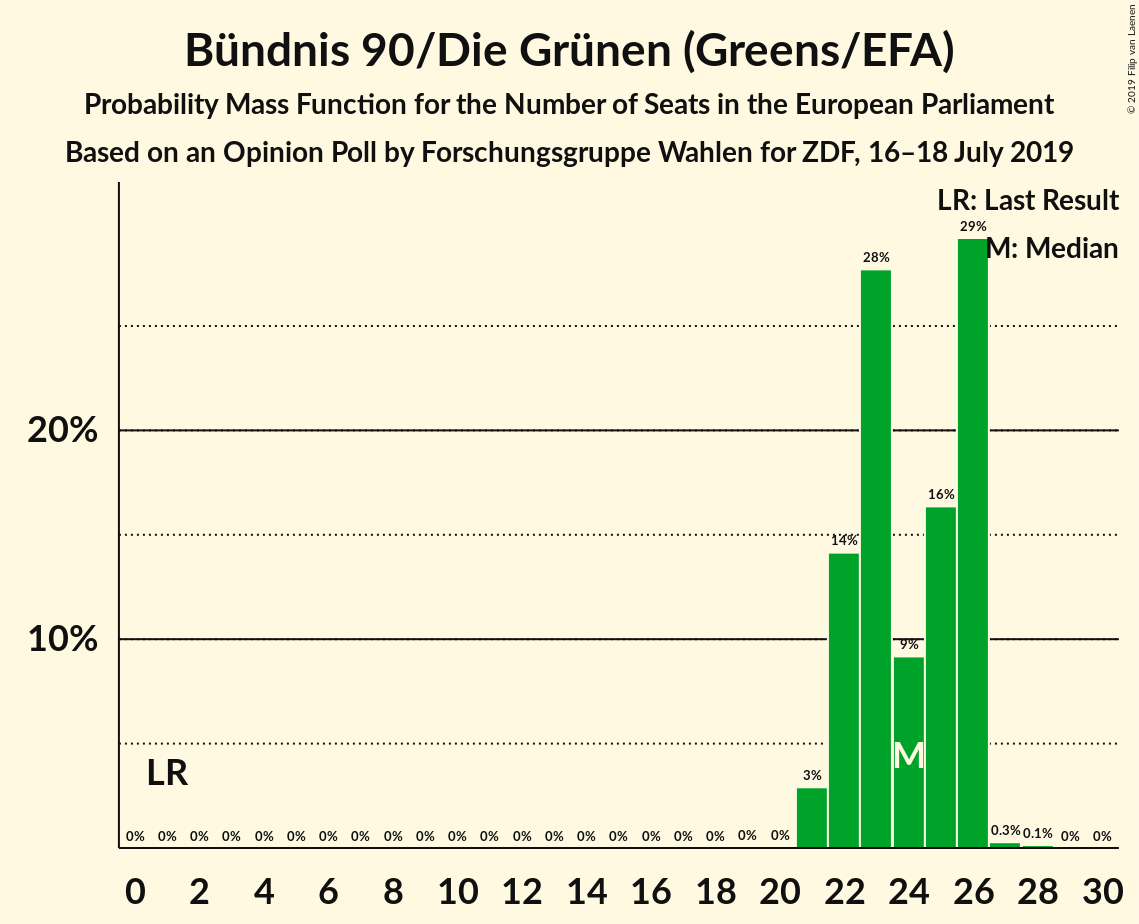 Bündnis 90/Die Grünen (Greens/EFA)
Probability Mass Function for the Number of Seats in the European Parliament
Based on an Opinion Poll by Forschungsgruppe Wahlen for ZDF, 16–18 July 2019
© 2019 Filip van Laenen
LR: Last Result
M: Median
20%
10%
LR
M
0% 0% 0% 0% 0% 0% 0% 0% 0% 0% 0% 0% 0% 0% 0% 0% 0% 0% 0% 0% 0% 3% 14% 28% 9% 16% 29% 0.3% 0.1% 0% 0%
0 2 4 6 8 10 12 14 16 18 20 22 24 26 28 30